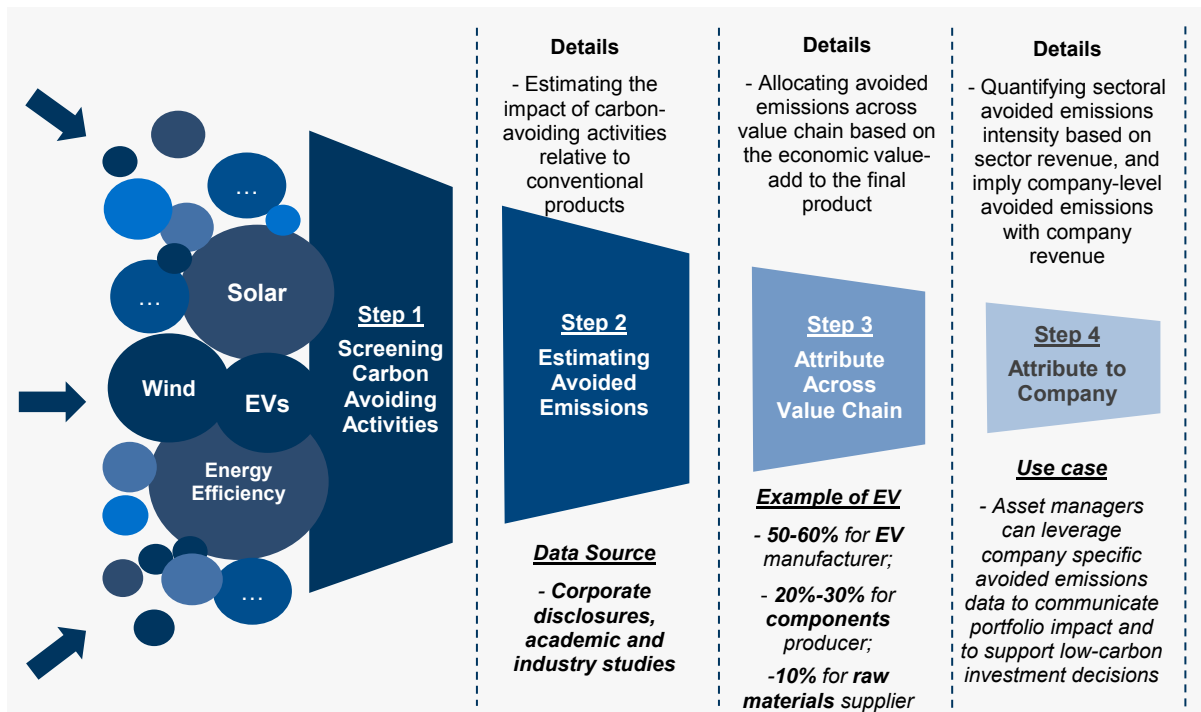 ...
Solar
...
Wind
EVs
Energy
Efficiency
...
Step 1
Screening
Carbon
Avoiding
Activities
Details
- Estimating the
impact of carbon-
avoiding activities
relative to
conventional
products
Step 2
Estimating
Avoided
Emissions
Data Source
- Corporate
disclosures,
academic and
industry studies
Details
- Allocating avoided
emissions across
value chain based on
the economic value-
add to the final
product
Step 3
Attribute
Across
Value Chain
Example of EV
- 50-60% for EV
manufacturer;
- 20%-30% for
components
producer;
-10% for raw
materials supplier
Details
- Quantifying sectoral
avoided emissions
intensity based on
sector revenue, and
imply company-level
avoided emissions
with company
revenue
Step 4
Attribute to
Company
Use case
- Asset managers
can leverage
company specific
avoided emissions
data to communicate
portfolio impact and
to support low-carbon
investment decisions